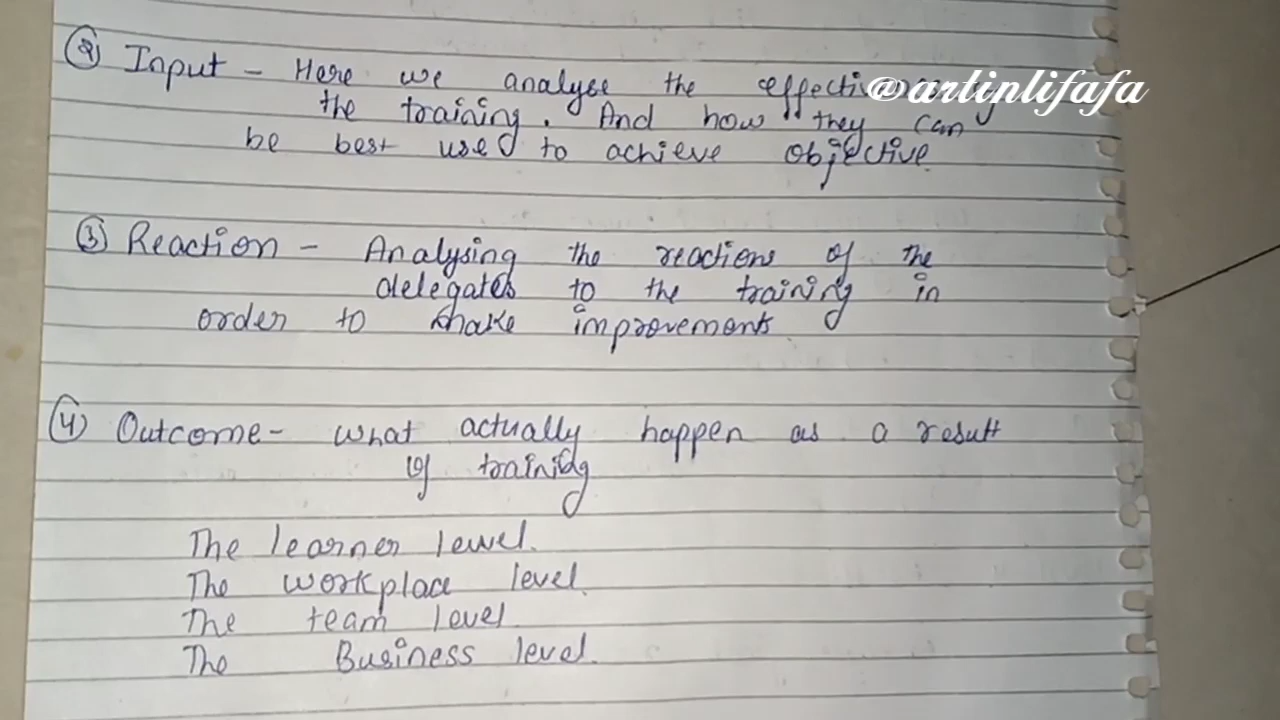 ② Input - Here we analyse the
@artinlifafa
the training. And how they can
be best used to achieve objective.
③ Reaction - Analysing the reactions of the
delegates to the training in
order to make improvements
④ Outcome - what actually happen as a result
of training
The learner level.
The workplace level.
The team level.
The Business level.